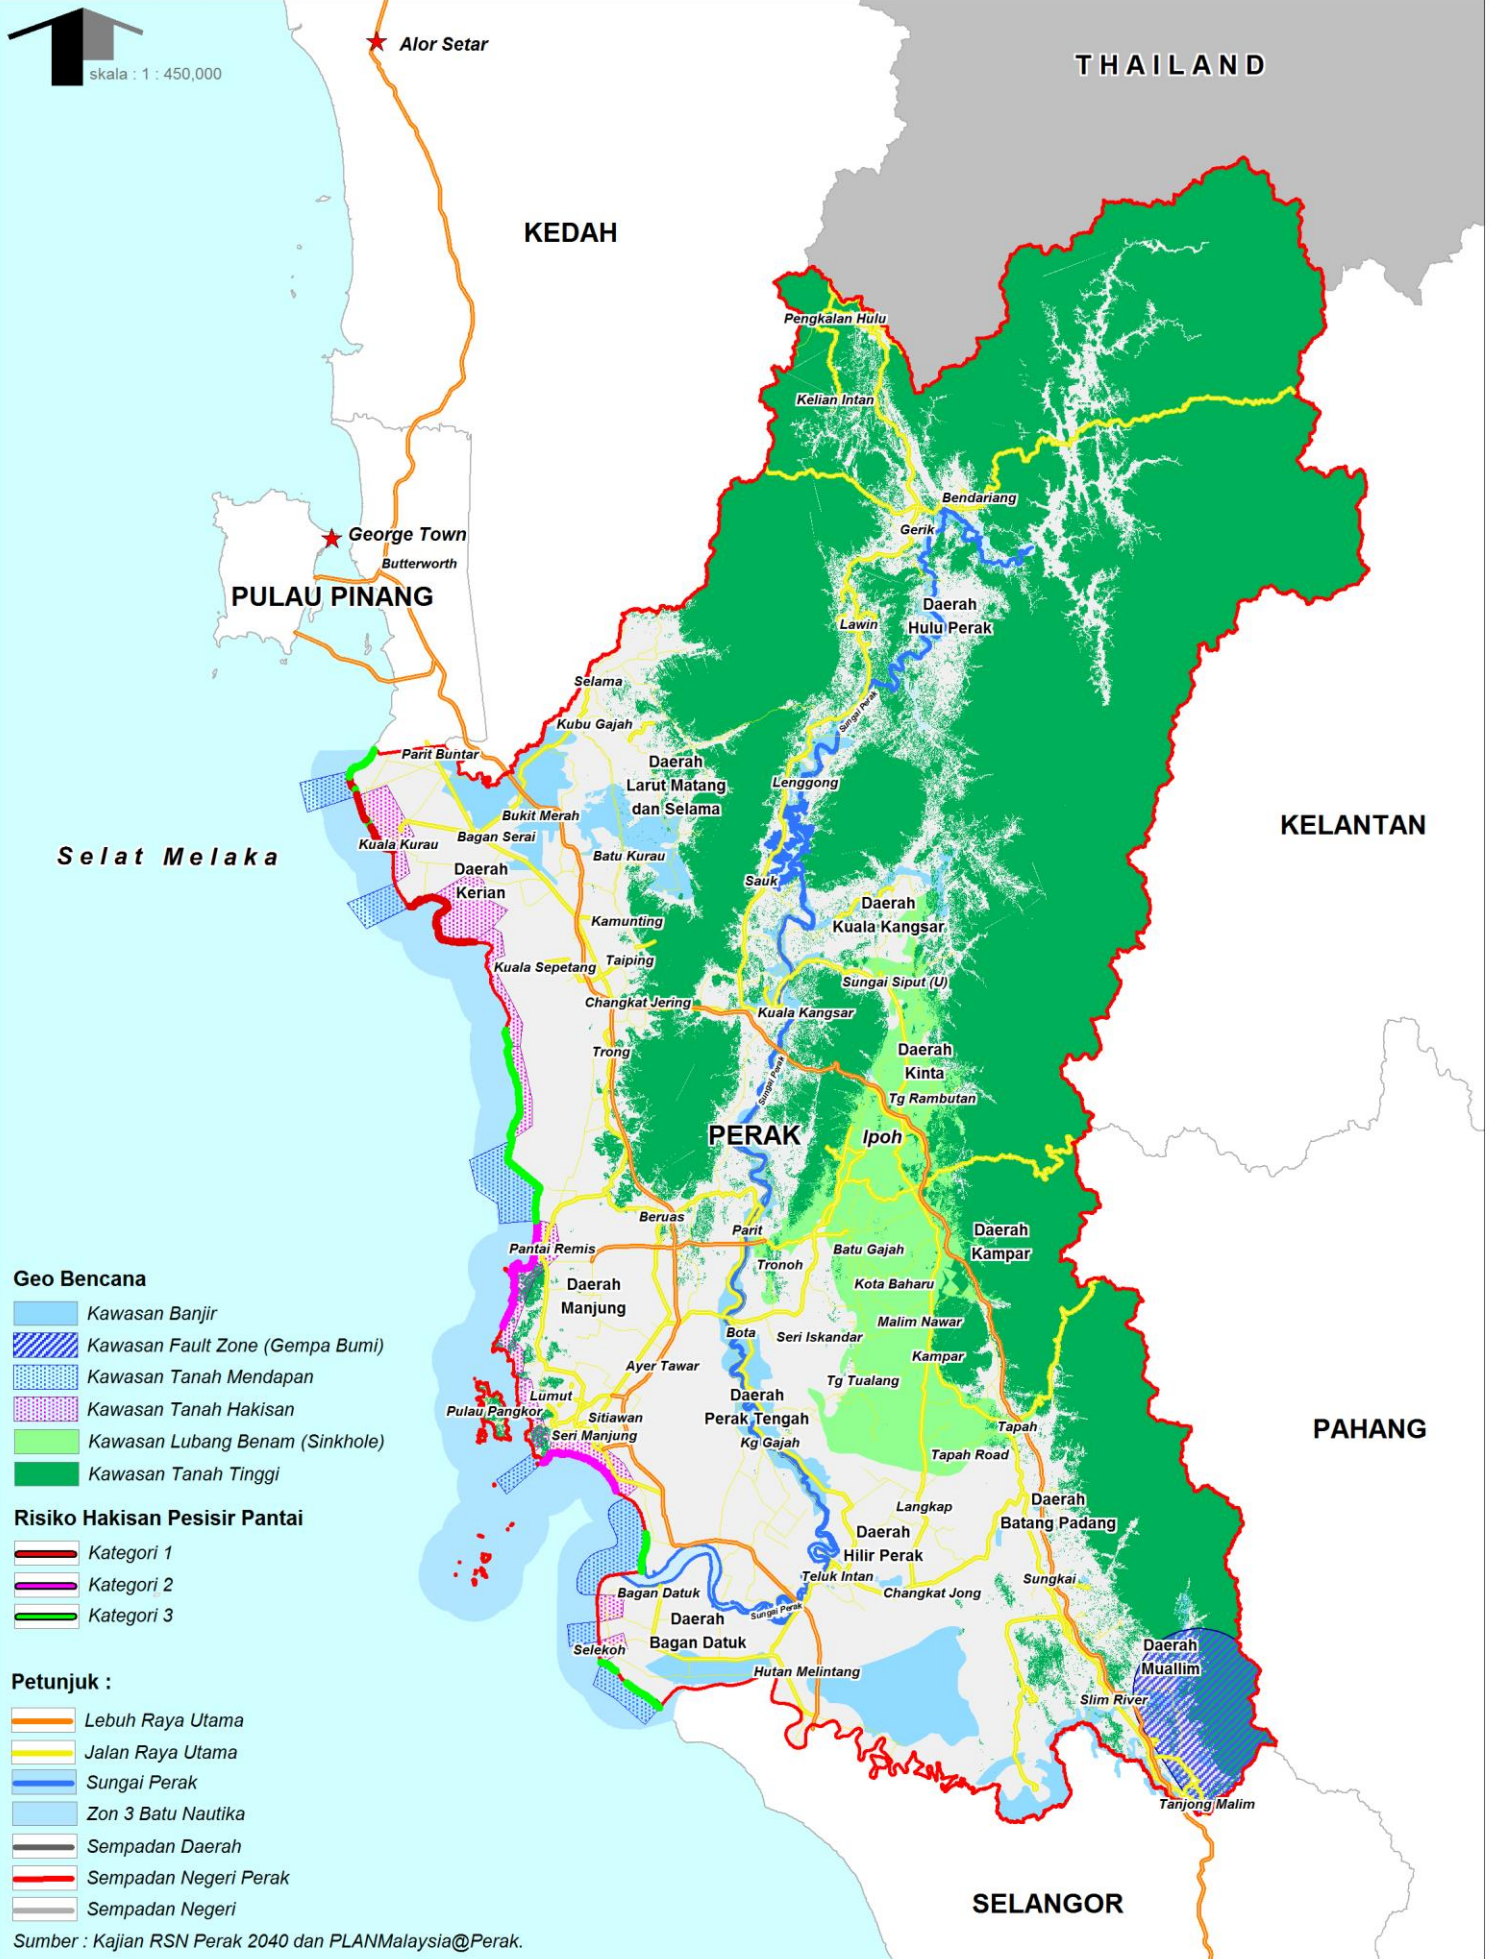 skala : 1 : 450,000
Alor Setar
THAILAND
KEDAH
Pengkalan Hulu
Kelian Intan
Bendariang
Gerik
George Town
Butterworth
PULAU PINANG
Daerah
Hulu Perak
Lawin
Selama
Sungai Perak
Kubu Gajah
Parit Buntar
Daerah
Larut Matang
dan Selama
Lenggong
Bukit Merah
Bagan Serai
Kuala Kurau
KELANTAN
Selat Melaka
Batu Kurau
Daerah
Kerian
Sauk
Daerah
Kuala Kangsar
Kamunting
Taiping
Kuala Sepetang
Sungai Siput (U)
Changkat Jering
Kuala Kangsar
Trong
Daerah
Kinta
Sungai Perak
Tg Rambutan
PERAK
Ipoh
Beruas
Parit
Daerah
Kampar
Pantai Remis
Batu Gajah
Tronoh
Daerah
Manjung
Kota Baharu
Malim Nawar
Bota
Seri Iskandar
Kampar
Ayer Tawar
Tg Tualang
Lumut
Daerah
Perak Tengah
Pulau Pangkor
Sitiawan
Seri Manjung
Kg Gajah
Tapah
Tapah Road
PAHANG
Langkap
Daerah
Batang Padang
Daerah
Hilir Perak
Teluk Intan
Sungkai
Bagan Datuk
Changkat Jong
Sungai Perak
Daerah
Bagan Datuk
Selekoh
Daerah
Muallim
Hutan Melintang
Slim River
Tanjong Malim
SELANGOR
Geo Bencana
Kawasan Banjir
Kawasan Fault Zone (Gempa Bumi)
Kawasan Tanah Mendapan
Kawasan Tanah Hakisan
Kawasan Lubang Benam (Sinkhole)
Kawasan Tanah Tinggi
Risiko Hakisan Pesisir Pantai
Kategori 1
Kategori 2
Kategori 3
Petunjuk :
Lebuh Raya Utama
Jalan Raya Utama
Sungai Perak
Zon 3 Batu Nautika
Sempadan Daerah
Sempadan Negeri Perak
Sempadan Negeri
Sumber : Kajian RSN Perak 2040 dan PLANMalaysia@Perak.